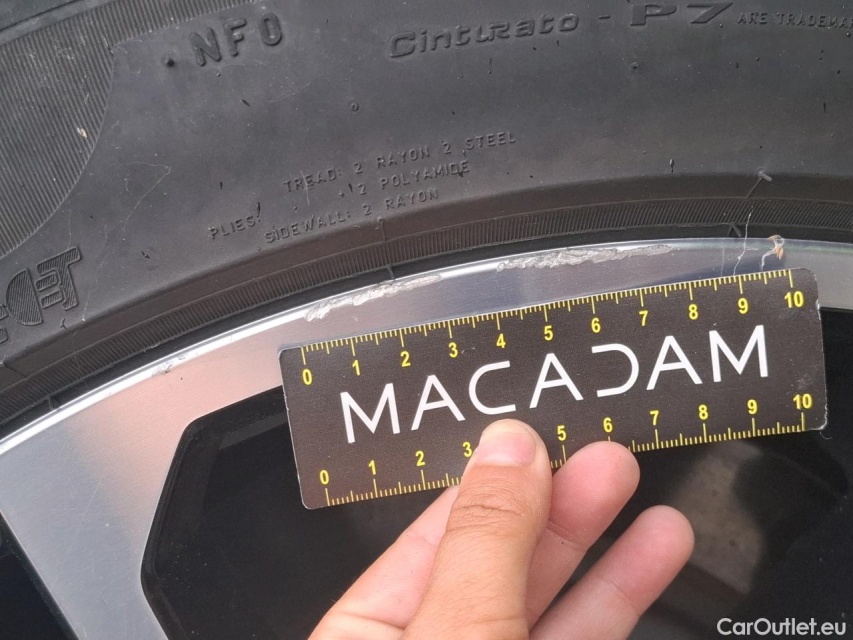 NF0
Cinturato - P7 ARE TRADEMAR
TREAD: 2 RAYON 2 STEEL
2 POLYAMIDE
PLIES:
SIDEWALL: 2 RAYON
0 1 2 3 4 5 6 7 8 9 10
MACADAM
0 1 2 3 5 6 7 8 9 10
CarOutlet.eu